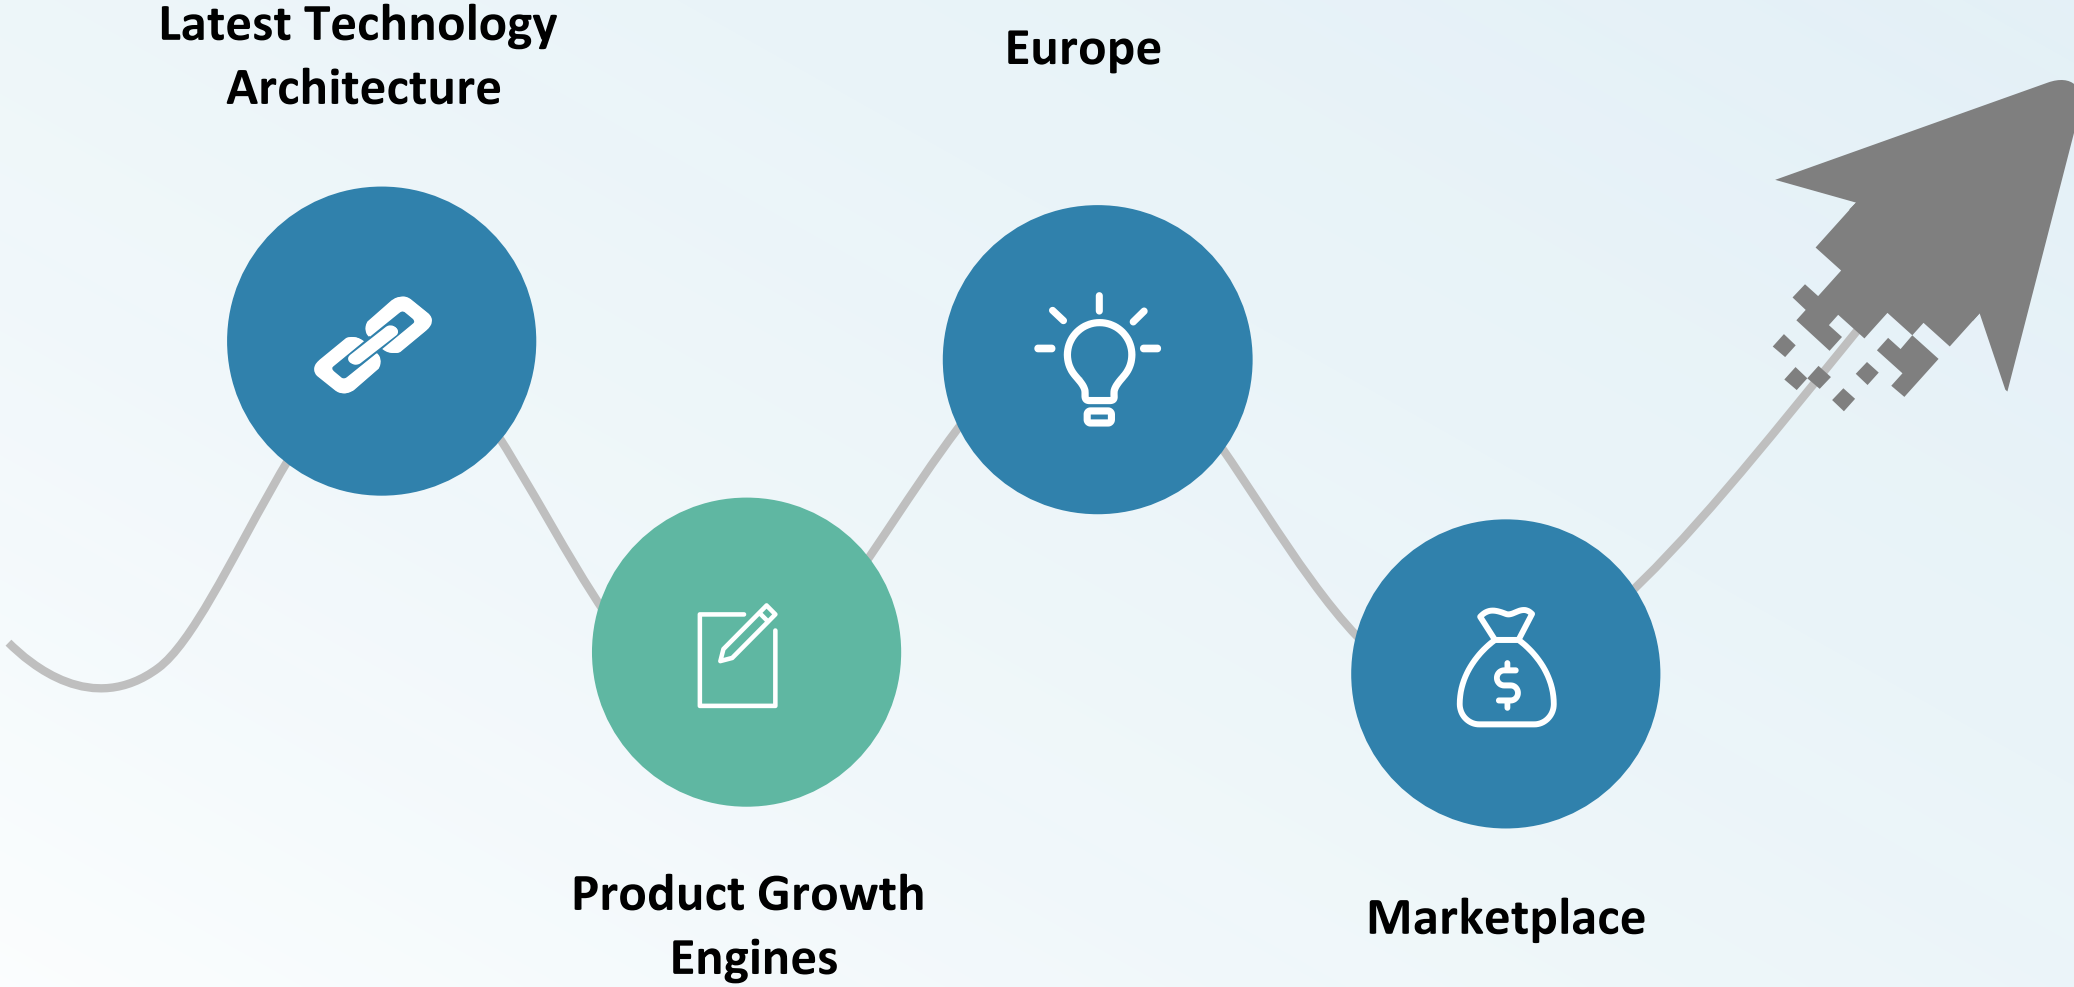 Latest Technology
Architecture
Europe
$
Product Growth
Engines
Marketplace